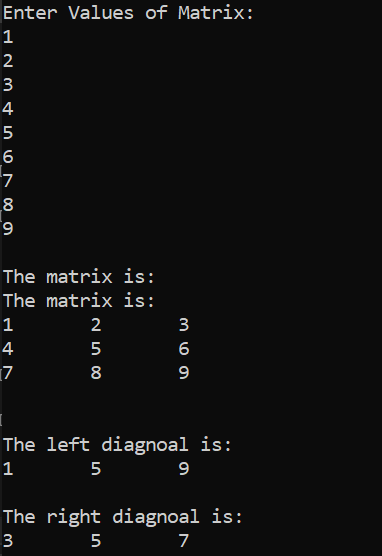 Enter Values of Matrix:
1
2
3
4
5
6
7
8
9
The matrix is:
The matrix is:
1 2 3
4 5 6
7 8 9
The left diagnoal is:
1 5 9
The right diagnoal is:
3 5 7